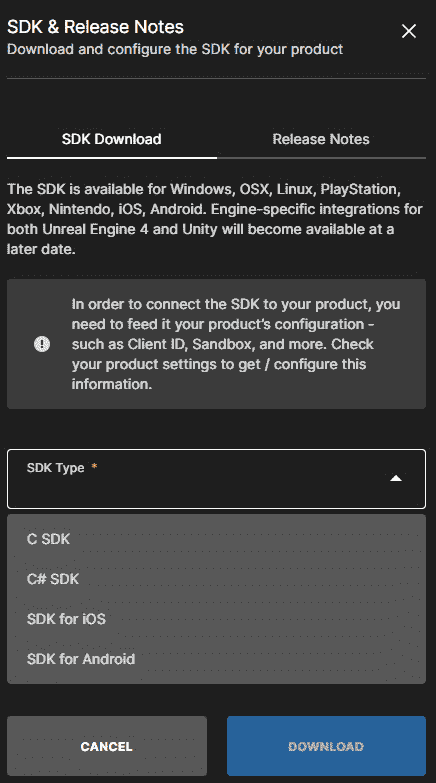 SDK & Release Notes
Download and configure the SDK for your product
SDK Download
Release Notes
The SDK is available for Windows, OSX, Linux, PlayStation,
Xbox, Nintendo, iOS, Android. Engine-specific integrations for
both Unreal Engine 4 and Unity will become available at a
later date.
In order to connect the SDK to your product, you
need to feed it your product's configuration -
such as Client ID, Sandbox, and more. Check
your product settings to get / configure this
information.
SDK Type *
C SDK
C# SDK
SDK for iOS
SDK for Android
CANCEL
DOWNLOAD